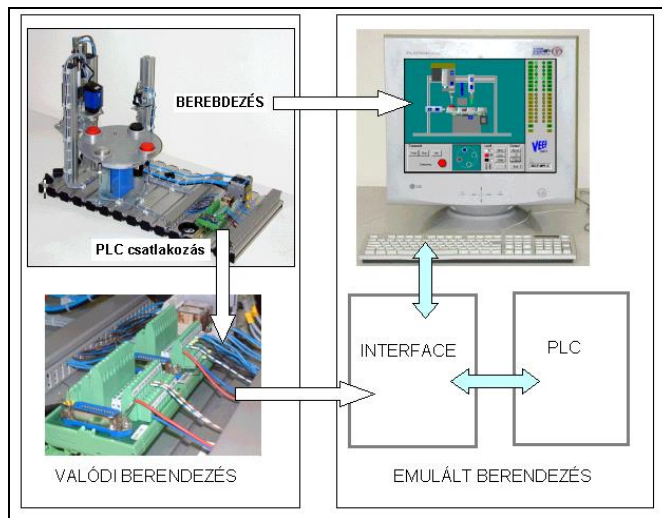 BEREBDEZÉS
PLC csatlakozás
VALÓDI BERENDEZÉS
INTERFACE
PLC
EMULÁLT BERENDEZÉS